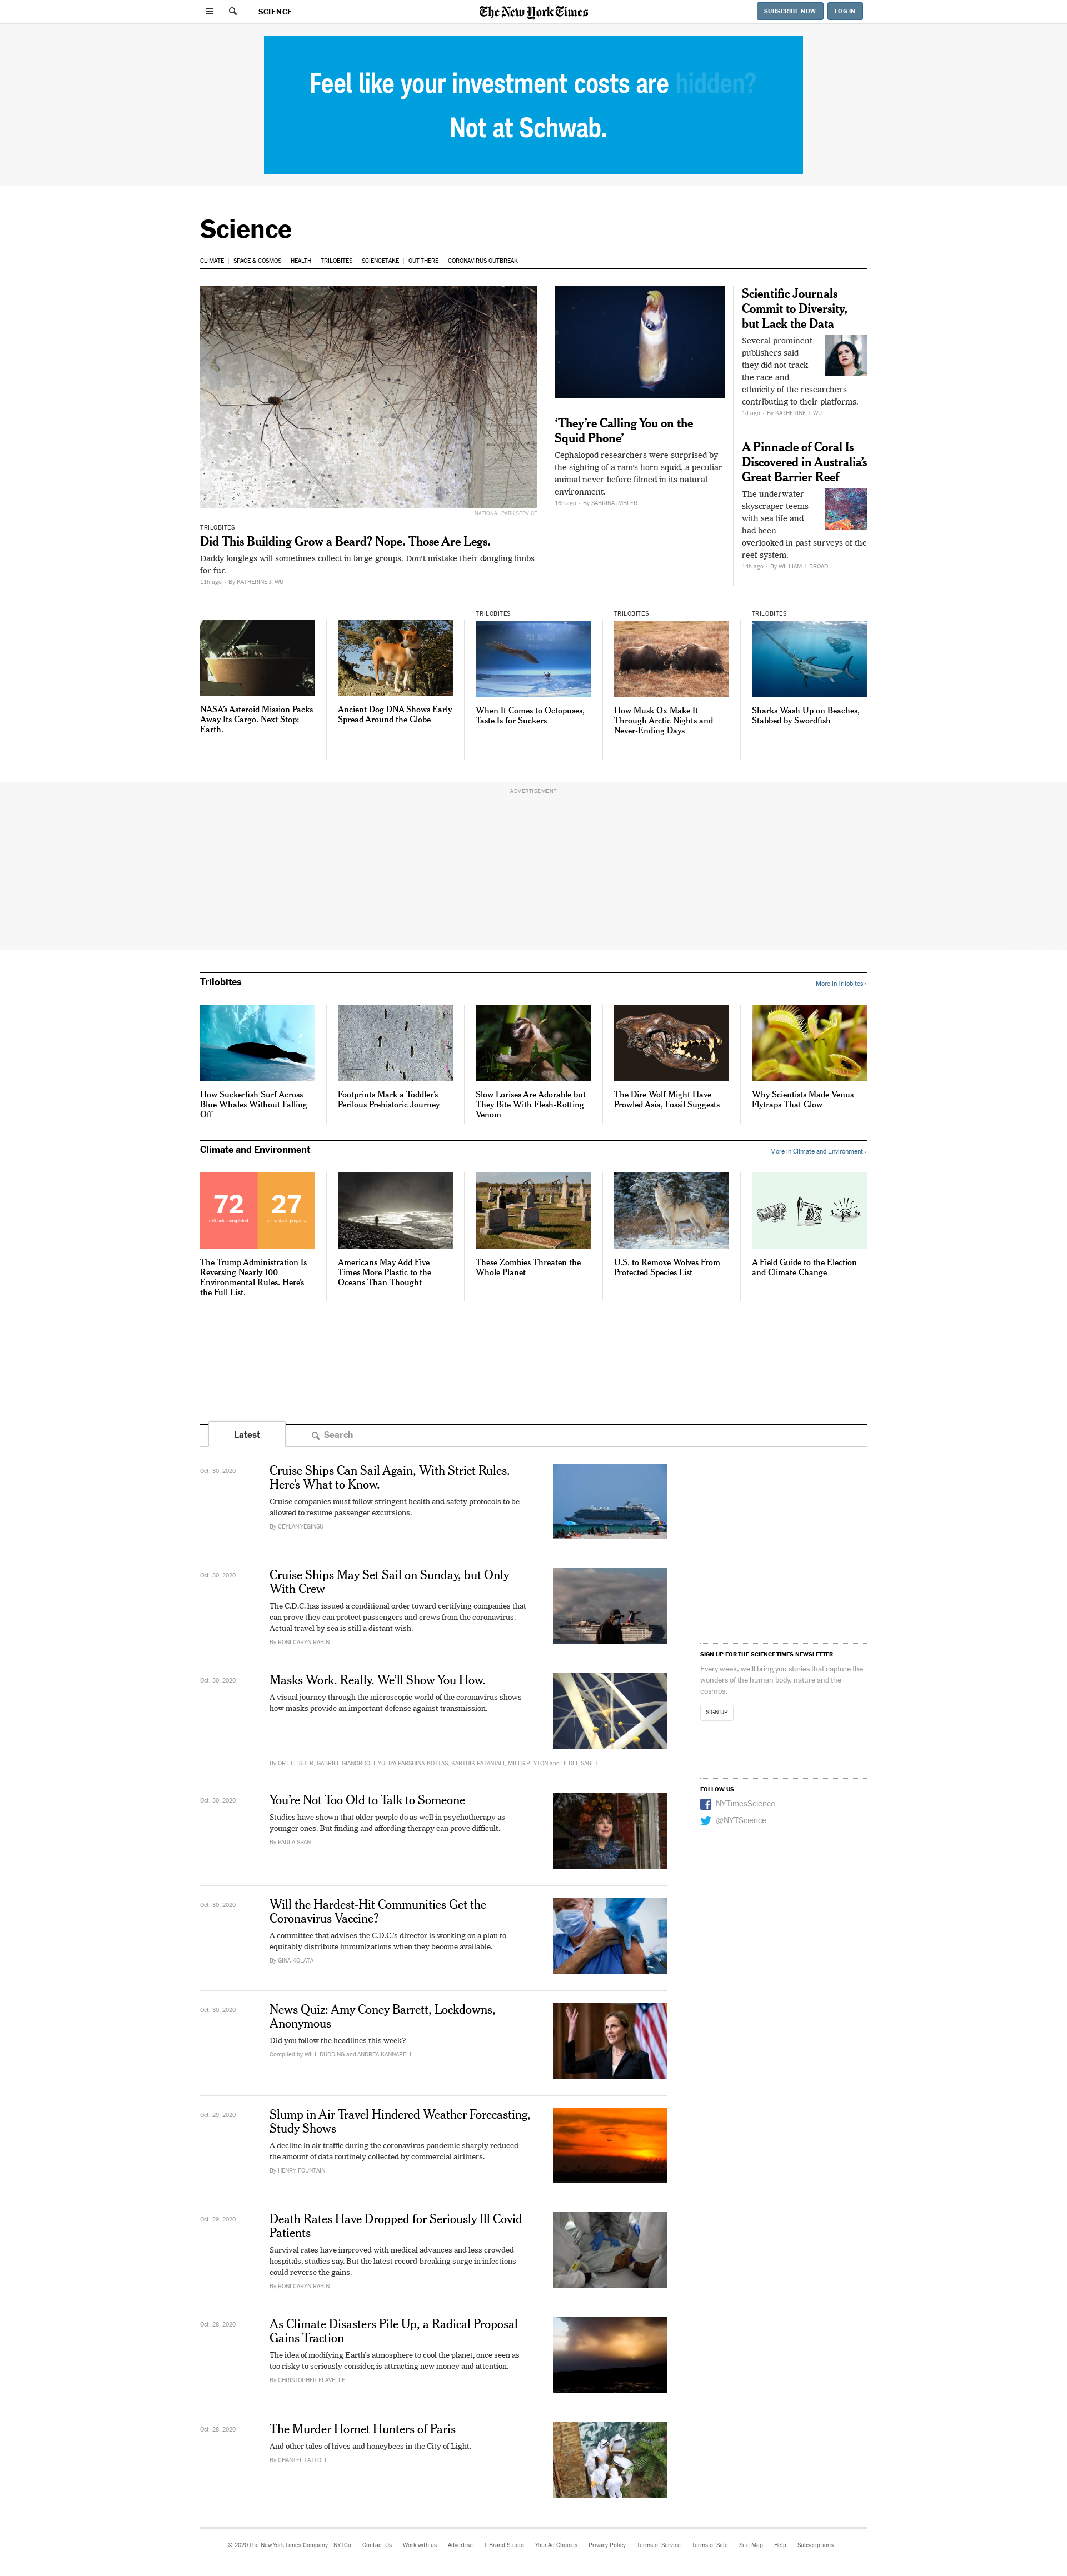 SCIENCE
The New York Times
SUBSCRIBE NOW
LOG IN
Feel like your investment costs are hidden?
Not at Schwab.
Science
CLIMATE
SPACE & COSMOS
HEALTH
TRILOBITES
SCIENCETAKE
OUT THERE
CORONAVIRUS OUTBREAK
NATIONAL PARK SERVICE
TRILOBITES
Did This Building Grow a Beard? Nope. Those Are Legs.
Daddy longlegs will sometimes collect in large groups. Don't mistake their dangling limbs
for fur.
11h ago • By KATHERINE J. WU
‘They’re Calling You on the
Squid Phone’
Cephalopod researchers were surprised by
the sighting of a ram's horn squid, a peculiar
animal never before filmed in its natural
environment.
16h ago • By SABRINA IMBLER
Scientific Journals
Commit to Diversity,
but Lack the Data
Several prominent
publishers said
they did not track
the race and
ethnicity of the researchers
contributing to their platforms.
1d ago • By KATHERINE J. WU
A Pinnacle of Coral Is
Discovered in Australia’s
Great Barrier Reef
The underwater
skyscraper teems
with sea life and
had been
overlooked in past surveys of the
reef system.
14h ago • By WILLIAM J. BROAD
NASA’s Asteroid Mission Packs
Away Its Cargo. Next Stop:
Earth.
Ancient Dog DNA Shows Early
Spread Around the Globe
TRILOBITES
When It Comes to Octopuses,
Taste Is for Suckers
TRILOBITES
How Musk Ox Make It
Through Arctic Nights and
Never-Ending Days
TRILOBITES
Sharks Wash Up on Beaches,
Stabbed by Swordfish
ADVERTISEMENT
Trilobites
More in Trilobites ›
How Suckerfish Surf Across
Blue Whales Without Falling
Off
Footprints Mark a Toddler’s
Perilous Prehistoric Journey
Slow Lorises Are Adorable but
They Bite With Flesh-Rotting
Venom
The Dire Wolf Might Have
Prowled Asia, Fossil Suggests
Why Scientists Made Venus
Flytraps That Glow
Climate and Environment
More in Climate and Environment ›
72
rollbacks completed
27
rollbacks in progress
The Trump Administration Is
Reversing Nearly 100
Environmental Rules. Here’s
the Full List.
Americans May Add Five
Times More Plastic to the
Oceans Than Thought
These Zombies Threaten the
Whole Planet
U.S. to Remove Wolves From
Protected Species List
A Field Guide to the Election
and Climate Change
Latest
Search
Oct. 30, 2020
Cruise Ships Can Sail Again, With Strict Rules.
Here’s What to Know.
Cruise companies must follow stringent health and safety protocols to be
allowed to resume passenger excursions.
By CEYLAN YEGINSU
Oct. 30, 2020
Cruise Ships May Set Sail on Sunday, but Only
With Crew
The C.D.C. has issued a conditional order toward certifying companies that
can prove they can protect passengers and crews from the coronavirus.
Actual travel by sea is still a distant wish.
By RONI CARYN RABIN
Oct. 30, 2020
Masks Work. Really. We’ll Show You How.
A visual journey through the microscopic world of the coronavirus shows
how masks provide an important defense against transmission.
By OR FLEISHER, GABRIEL GIANORDOLI, YULIYA PARSHINA-KOTTAS, KARTHIK PATANJALI, MILES PEYTON and BEDEL SAGET
Oct. 30, 2020
You’re Not Too Old to Talk to Someone
Studies have shown that older people do as well in psychotherapy as
younger ones. But finding and affording therapy can prove difficult.
By PAULA SPAN
Oct. 30, 2020
Will the Hardest-Hit Communities Get the
Coronavirus Vaccine?
A committee that advises the C.D.C.'s director is working on a plan to
equitably distribute immunizations when they become available.
By GINA KOLATA
Oct. 30, 2020
News Quiz: Amy Coney Barrett, Lockdowns,
Anonymous
Did you follow the headlines this week?
Compiled by WILL DUDDING and ANDREA KANNAPELL
Oct. 29, 2020
Slump in Air Travel Hindered Weather Forecasting,
Study Shows
A decline in air traffic during the coronavirus pandemic sharply reduced
the amount of data routinely collected by commercial airliners.
By HENRY FOUNTAIN
Oct. 29, 2020
Death Rates Have Dropped for Seriously Ill Covid
Patients
Survival rates have improved with medical advances and less crowded
hospitals, studies say. But the latest record-breaking surge in infections
could reverse the gains.
By RONI CARYN RABIN
Oct. 28, 2020
As Climate Disasters Pile Up, a Radical Proposal
Gains Traction
The idea of modifying Earth's atmosphere to cool the planet, once seen as
too risky to seriously consider, is attracting new money and attention.
By CHRISTOPHER FLAVELLE
Oct. 28, 2020
The Murder Hornet Hunters of Paris
And other tales of hives and honeybees in the City of Light.
By CHANTEL TATTOLI
SIGN UP FOR THE SCIENCE TIMES NEWSLETTER
Every week, we'll bring you stories that capture the
wonders of the human body, nature and the
cosmos.
SIGN UP
FOLLOW US
NYTimesScience
@NYTScience
© 2020 The New York Times Company
NYTCo
Contact Us
Work with us
Advertise
T Brand Studio
Your Ad Choices
Privacy Policy
Terms of Service
Terms of Sale
Site Map
Help
Subscriptions